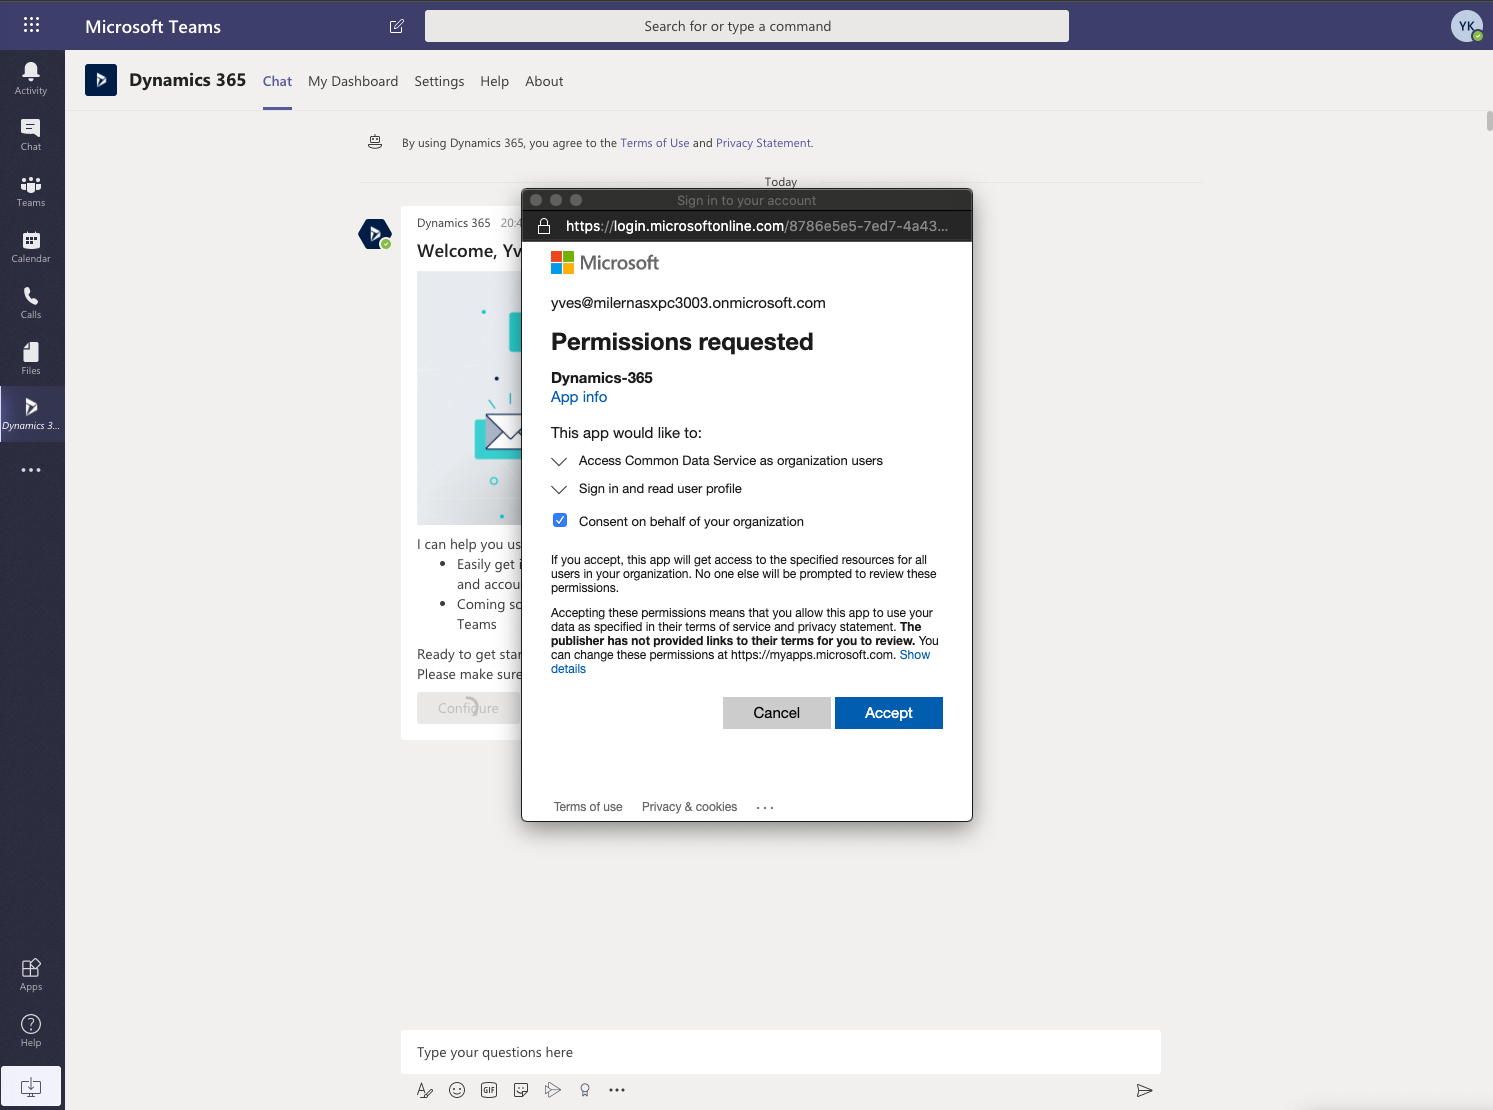 Microsoft Teams
Search for or type a command
YK
Activity
Chat
Teams
Calendar
Calls
Files
Dynamics 3...
Apps
Help
Dynamics 365
Chat
My Dashboard
Settings
Help
About
By using Dynamics 365, you agree to the Terms of Use and Privacy Statement.
Today
Dynamics 365 20:4
Welcome, Yv
I can help you us
Easily get i
and accou
Coming so
Teams
Ready to get star
Please make sure
Configure
Sign in to your account
https://login.microsoftonline.com/8786e5e5-7ed7-4a43...
Microsoft
yves@milernasxpc3003.onmicrosoft.com
Permissions requested
Dynamics-365
App info
This app would like to:
Access Common Data Service as organization users
Sign in and read user profile
Consent on behalf of your organization
If you accept, this app will get access to the specified resources for all
users in your organization. No one else will be prompted to review these
permissions.
Accepting these permissions means that you allow this app to use your
data as specified in their terms of service and privacy statement. The
publisher has not provided links to their terms for you to review. You
can change these permissions at https://myapps.microsoft.com. Show
details
Cancel
Accept
Terms of use
Privacy & cookies
...
Type your questions here
GIF